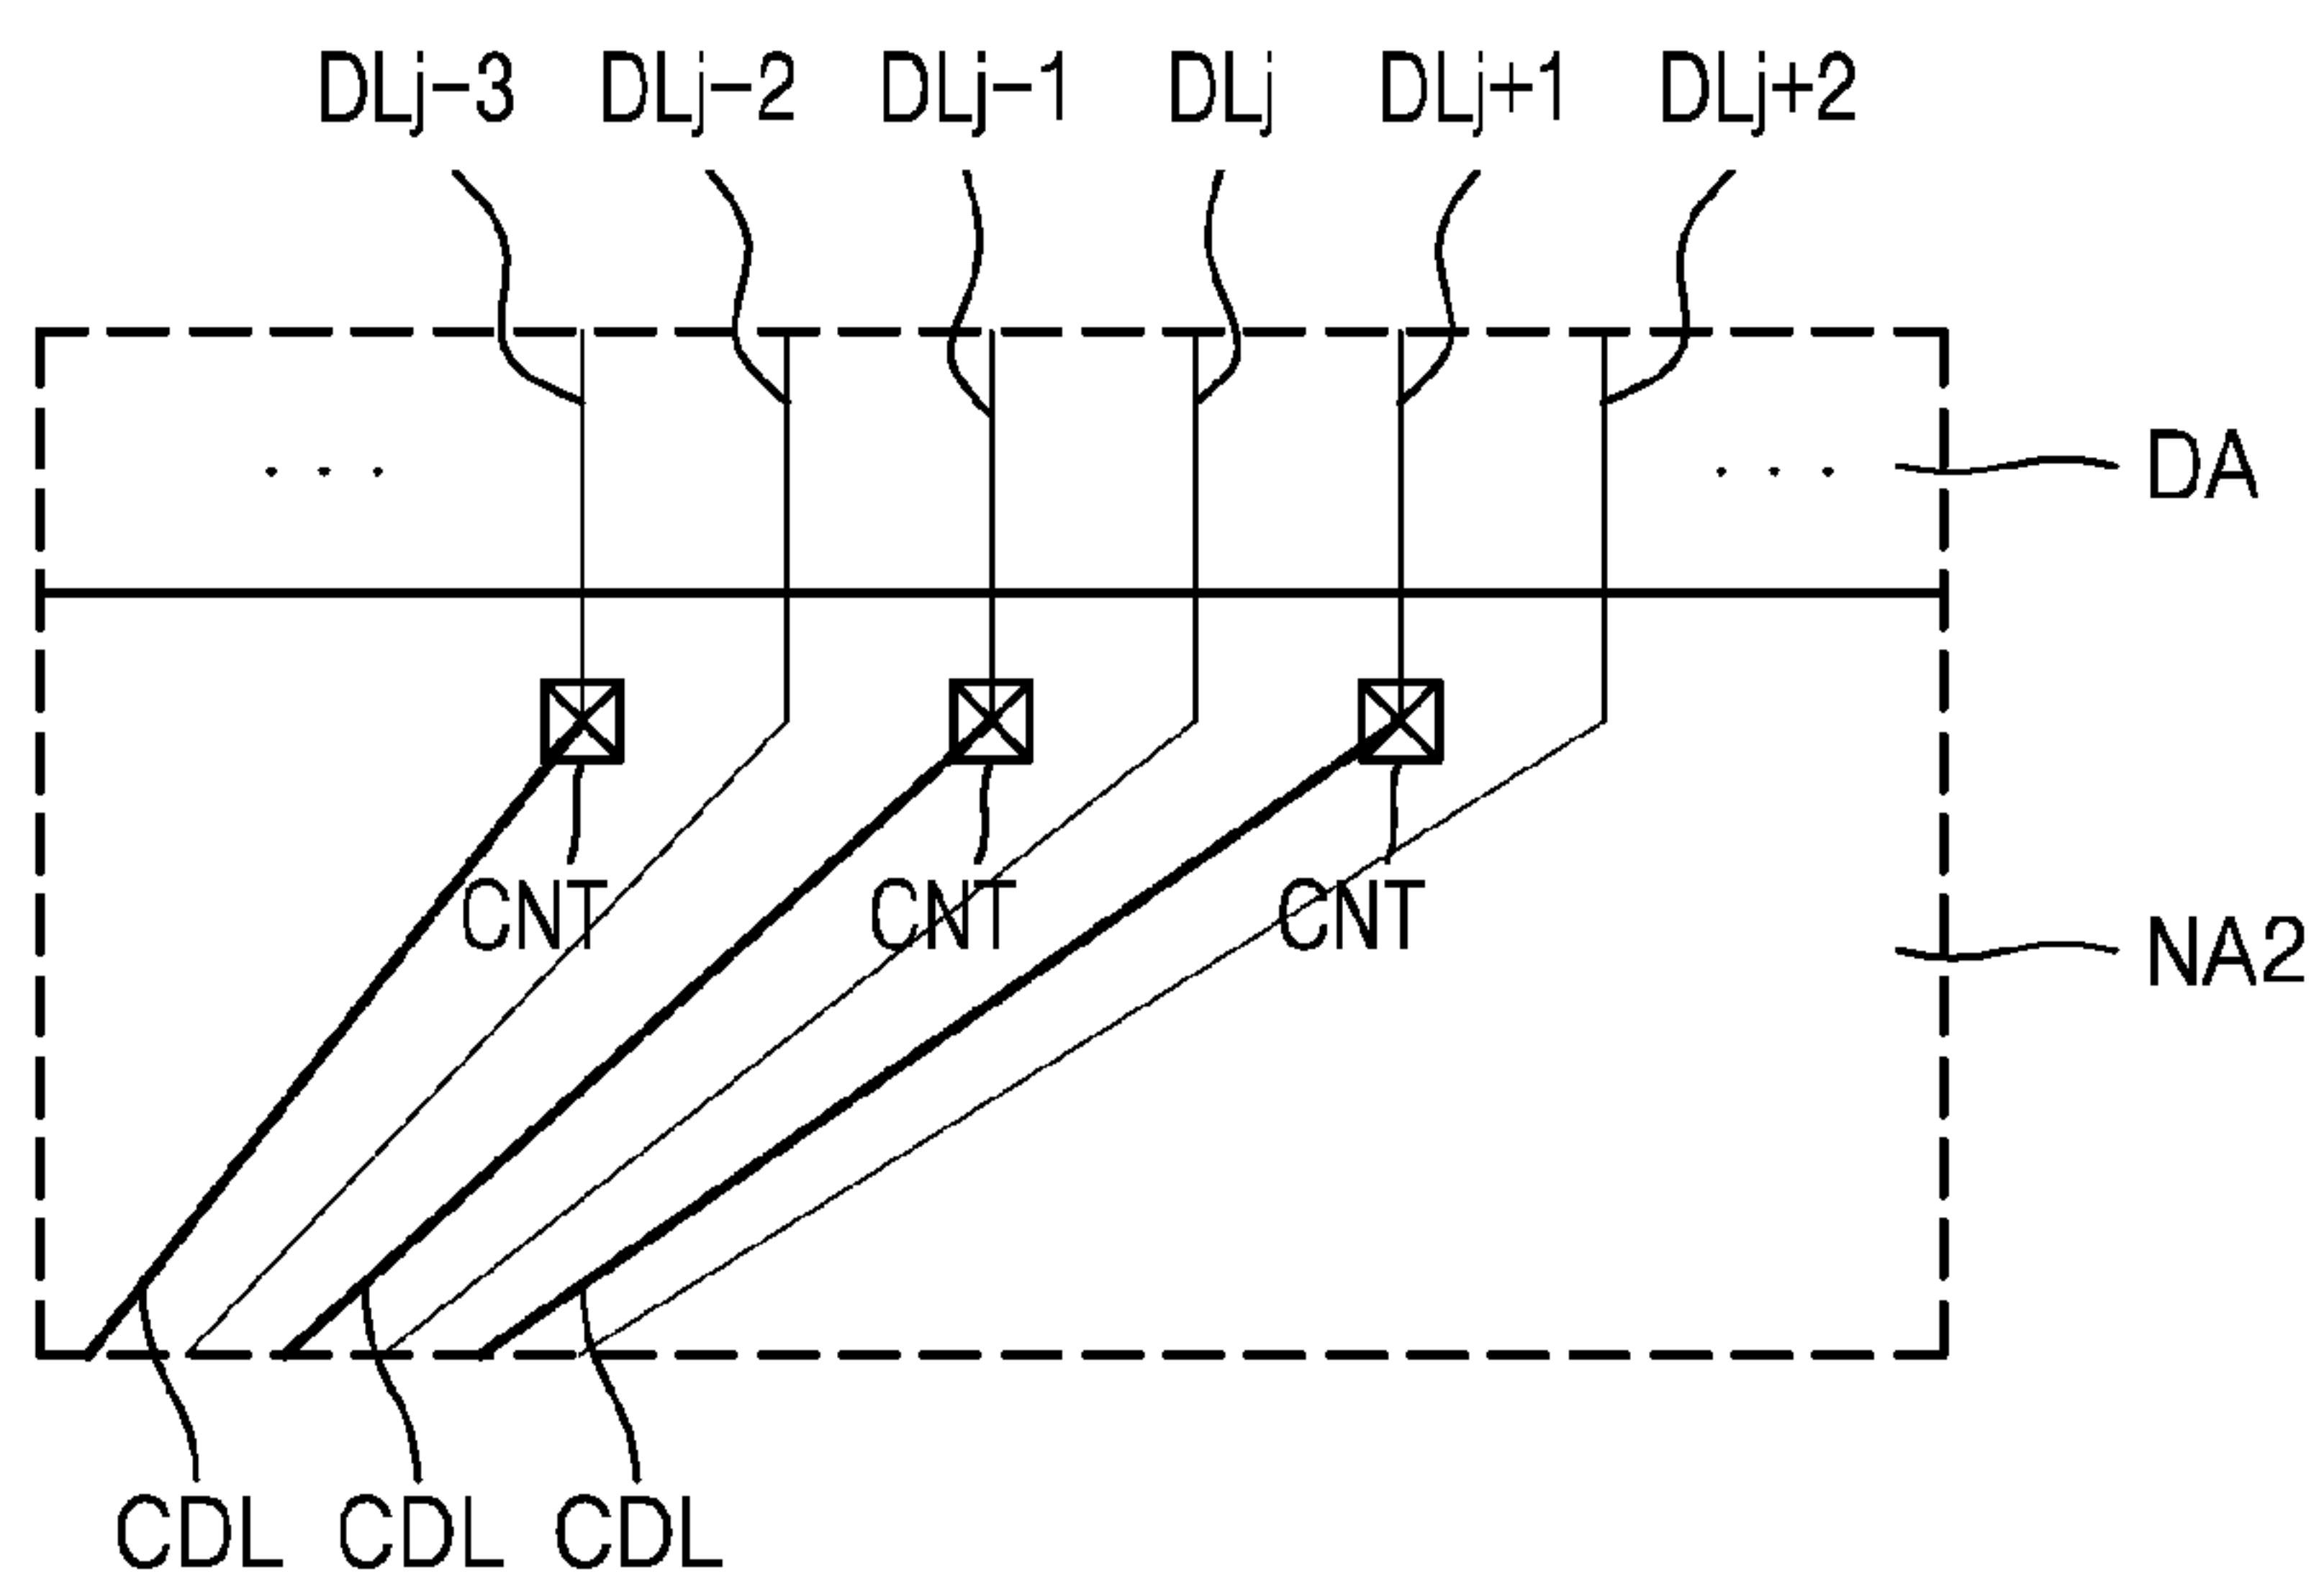 DLj-3 DLj-2 DLj-1 DLj DLj+1 DLj+2
DA
CNT CNT CNT
NA2
CDL CDL CDL